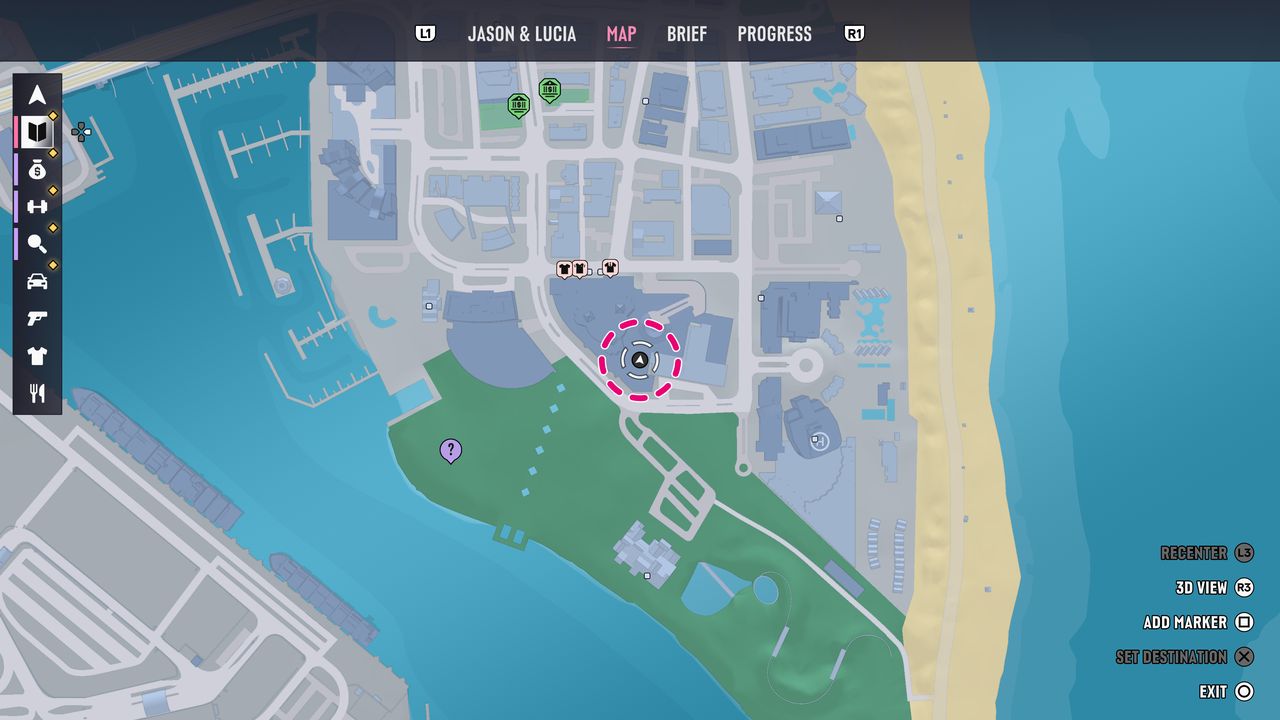 L1 JASON & LUCIA MAP BRIEF PROGRESS R1
$
?
H
RECENTER L3
3D VIEW R3
ADD MARKER
SET DESTINATION
EXIT